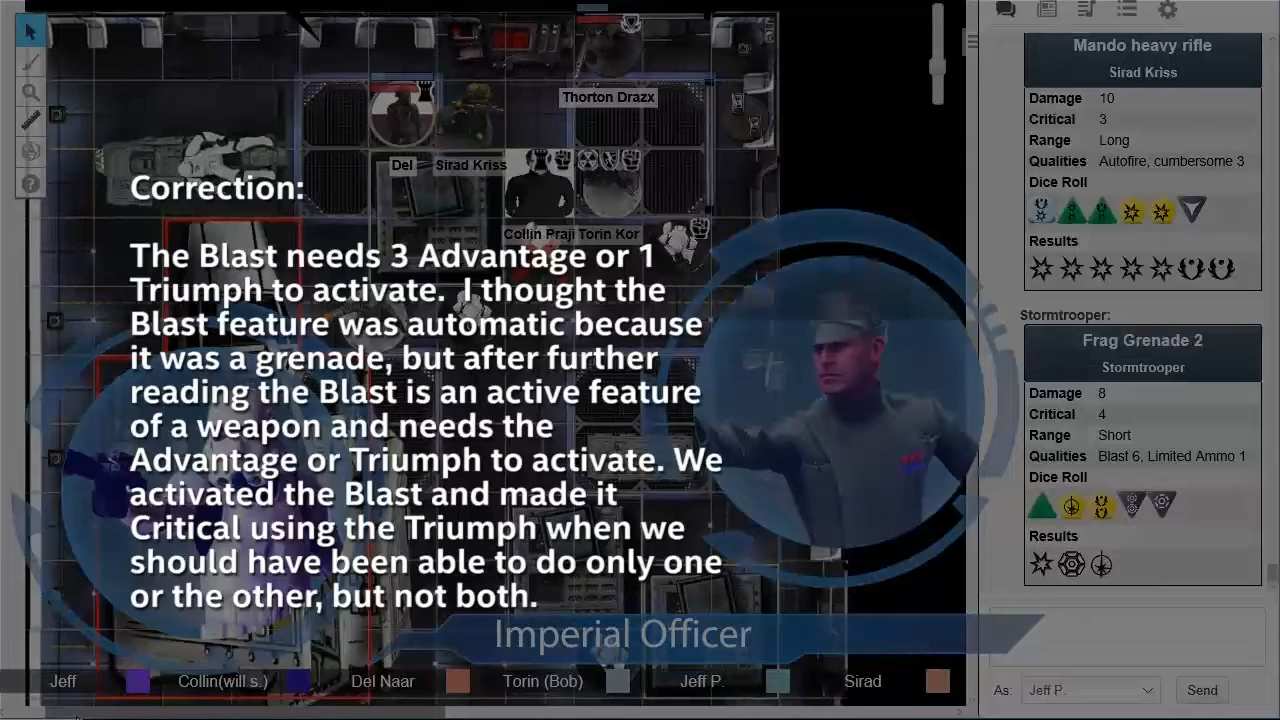 Thorton Drazx
Del
Sirad Kriss
Collin Praji Torin Kor
Correction:
The Blast needs 3 Advantage or 1
Triumph to activate. I thought the
Blast feature was automatic because
it was a grenade, but after further
reading the Blast is an active feature
of a weapon and needs the
Advantage or Triumph to activate. We
activated the Blast and made it
Critical using the Triumph when we
should have been able to do only one
or the other, but not both.
Imperial Officer
Jeff
Collin(will s.)
Del Naar
Torin (Bob)
Jeff P.
Sirad
Mando heavy rifle
Sirad Kriss
Damage 10
Critical 3
Range Long
Qualities Autofire, cumbersome 3
Dice Roll
Results
Stormtrooper:
Frag Grenade 2
Stormtrooper
Damage 8
Critical 4
Range Short
Qualities Blast 6, Limited Ammo 1
Dice Roll
Results
As: Jeff P. Send